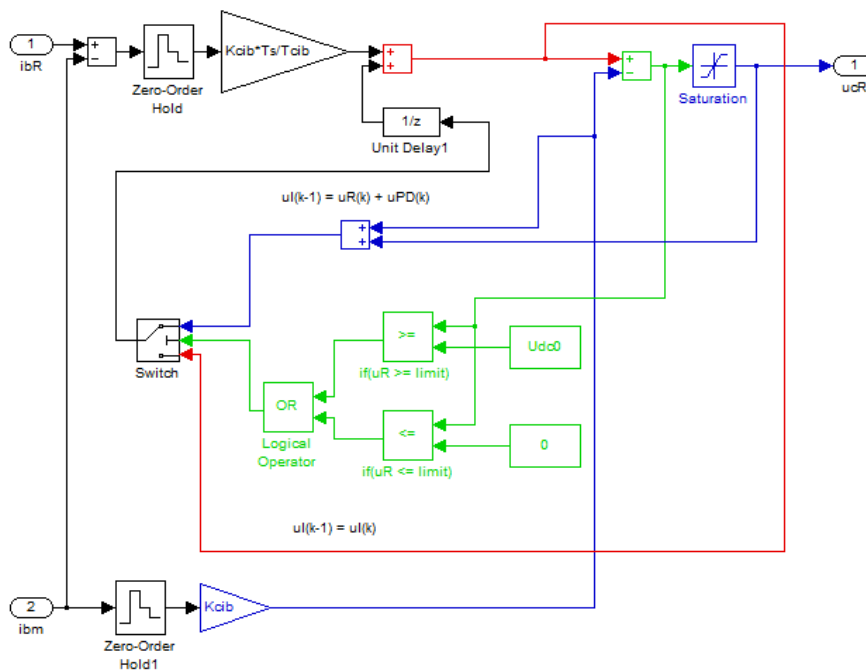 1
ibR
+
−
Zero-Order
Hold
Kcib*Ts/Tcib
+
+
+
−
Saturation
1
ucR
1/z
Unit Delay1
uI(k-1) = uR(k) + uPD(k)
+
+
Switch
>=
if(uR >= limit)
Udc0
OR
Logical
Operator
<=
if(uR <= limit)
0
uI(k-1) = uI(k)
2
ibm
Zero-Order
Hold1
Kcib